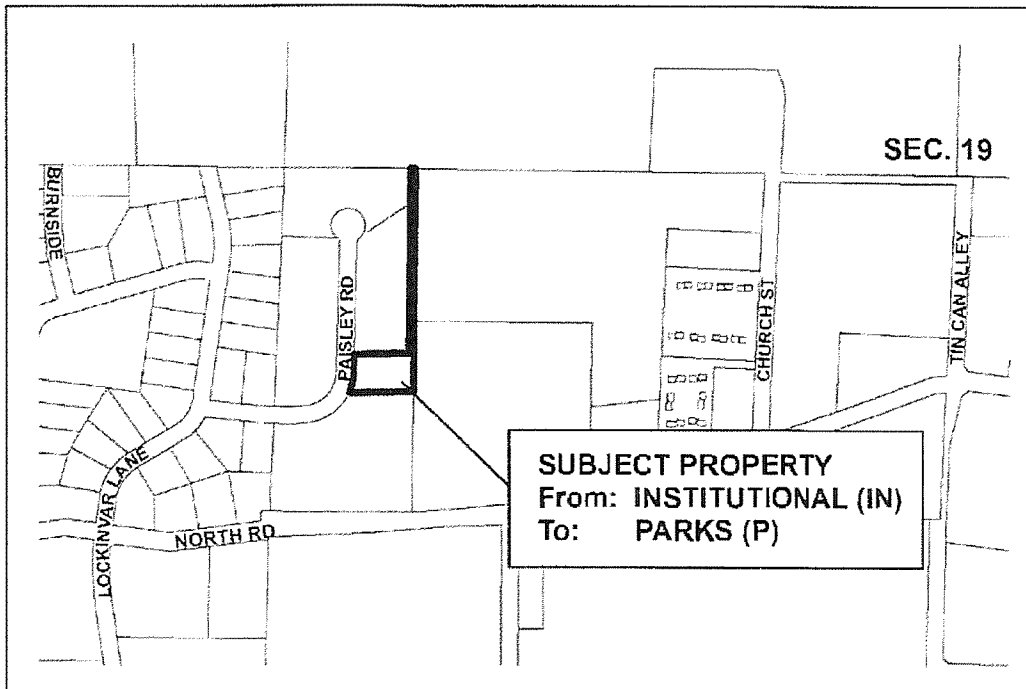 SEC. 19
BURNSIDE
PAISLEY RD
CHURCH ST
TIN CAN ALLEY
LOCKINVAR LANE
NORTH RD
SUBJECT PROPERTY
From: INSTITUTIONAL (IN)
To: PARKS (P)